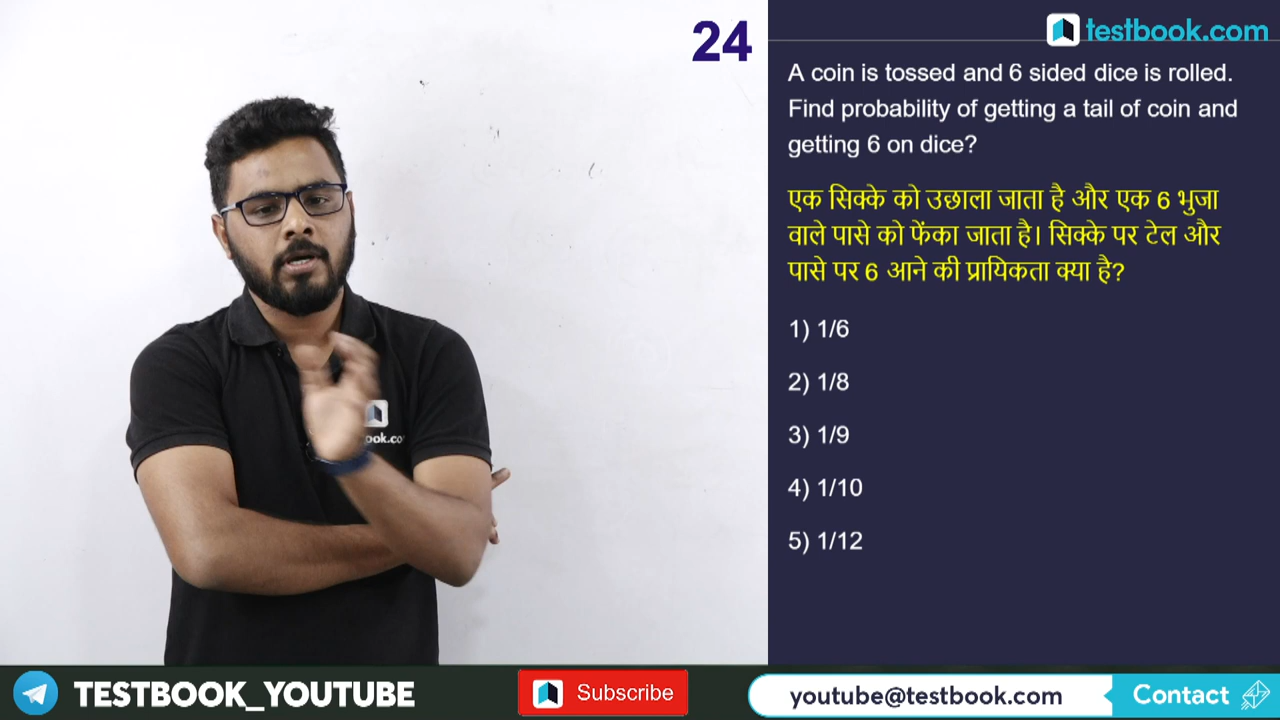 24
testbook.com
A coin is tossed and 6 sided dice is rolled.
Find probability of getting a tail of coin and
getting 6 on dice?
एक सिक्के को उछाला जाता है और एक 6 भुजा
वाले पासे को फेंका जाता है। सिक्के पर टेल और
पासे पर 6 आने की प्रायिकता क्या है?
1) 1/6
2) 1/8
3) 1/9
4) 1/10
5) 1/12
ook.co
TESTBOOK_YOUTUBE
Subscribe
youtube@testbook.com
Contact